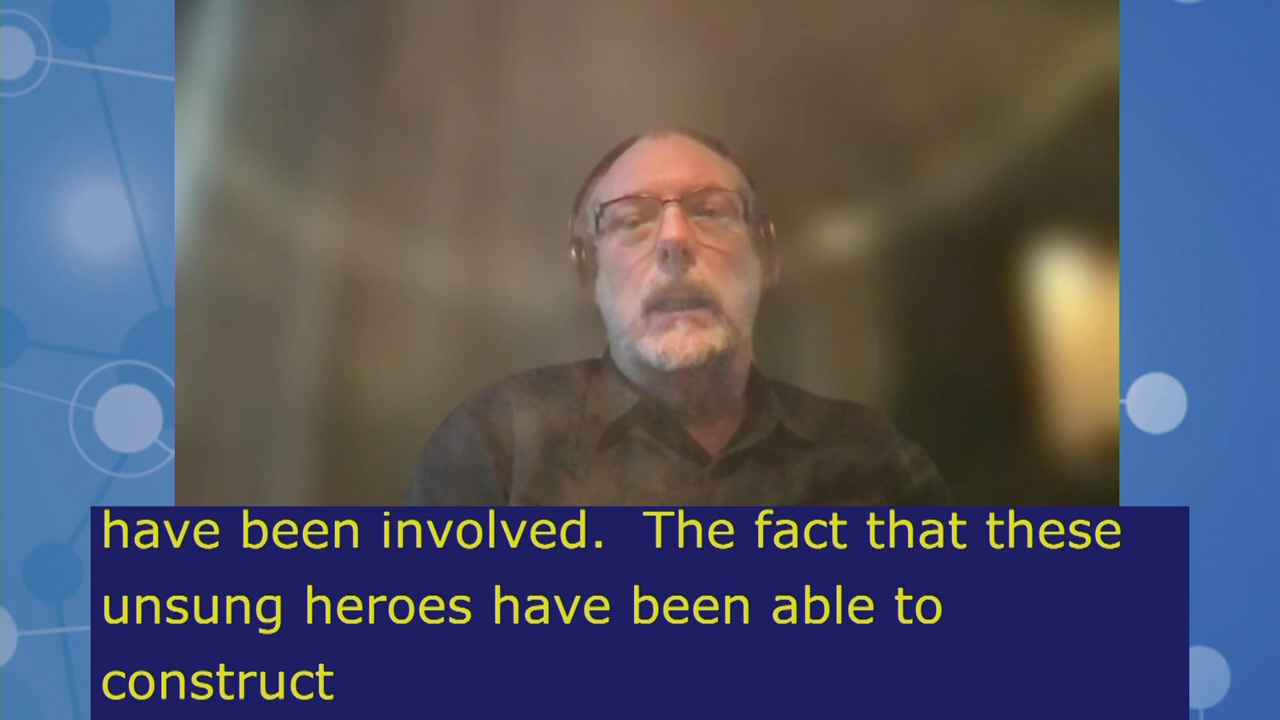 have been involved.  The fact that these
unsung heroes have been able to
construct